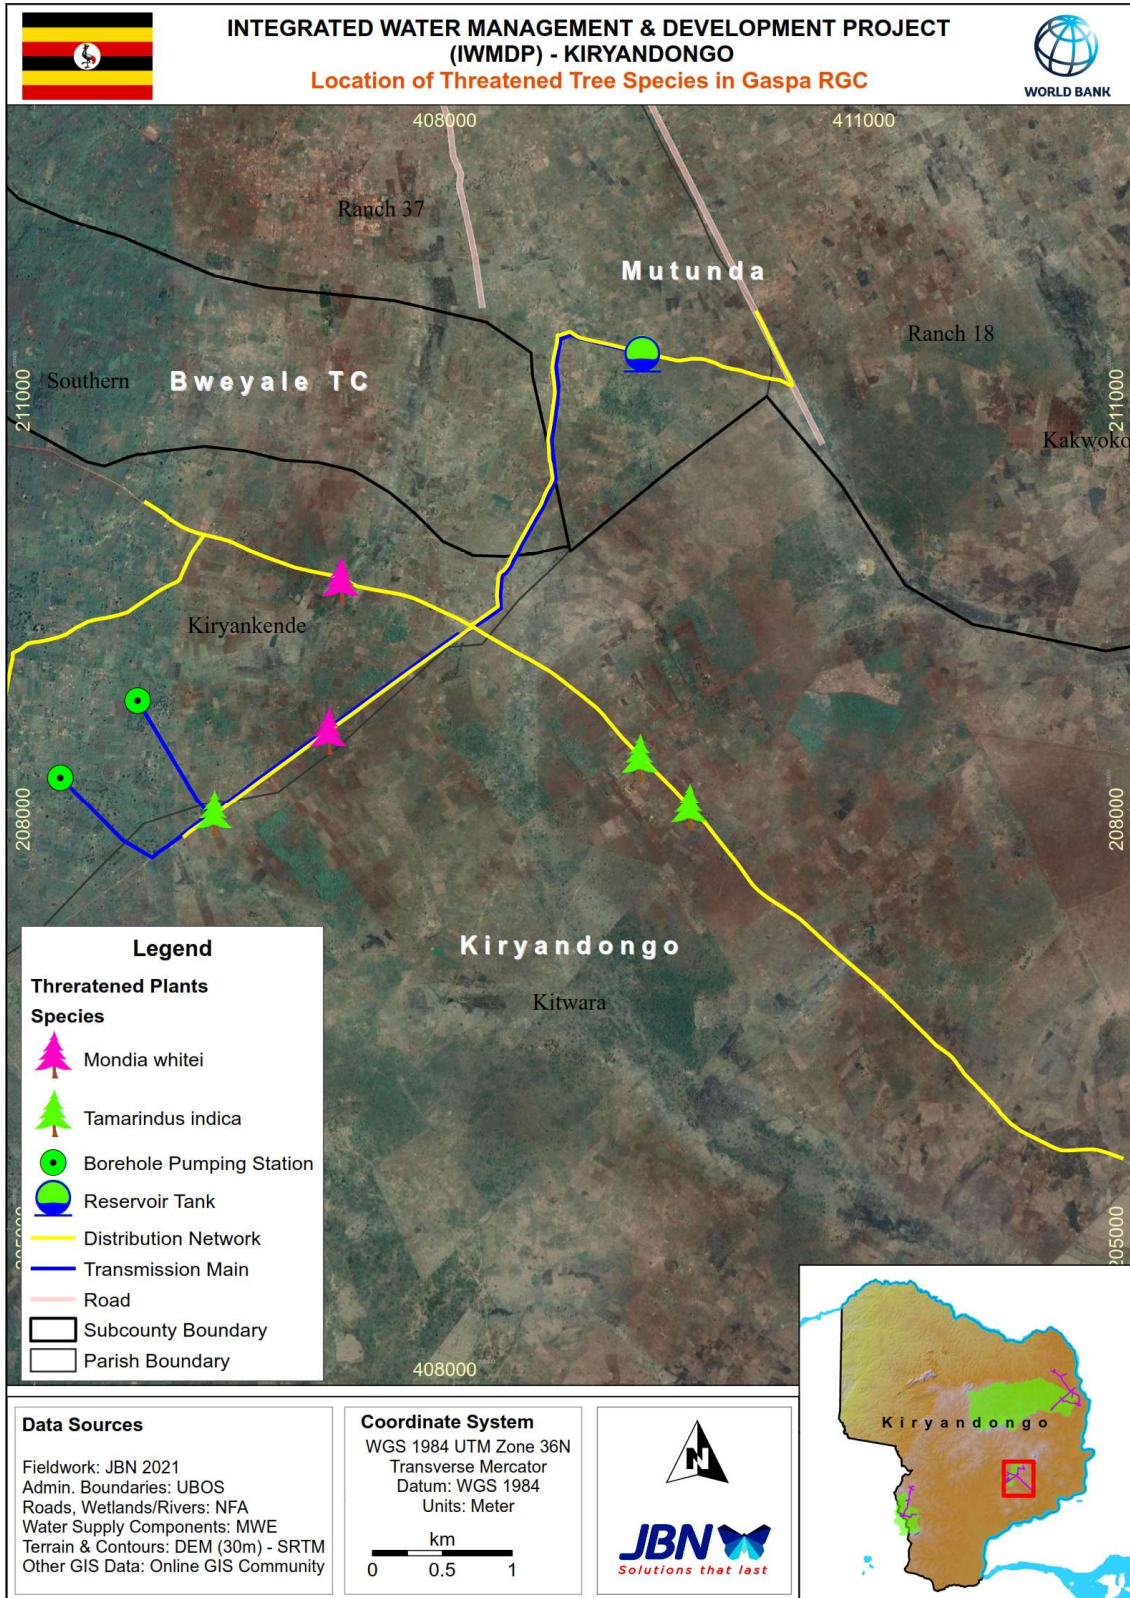 INTEGRATED WATER MANAGEMENT & DEVELOPMENT PROJECT
(IWMDP) - KIRYANDONGO
Location of Threatened Tree Species in Gaspa RGC
WORLD BANK
408000
411000
Ranch 37
Mutunda
Ranch 18
Southern
Bweyale TC
211000
211000
Kakwoko
Kiryankende
208000
208000
Kiryandongo
Kitwara
Legend
Threratened Plants
Species
Mondia whitei
Tamarindus indica
Borehole Pumping Station
Reservoir Tank
Distribution Network
Transmission Main
Road
Subcounty Boundary
Parish Boundary
205000
205000
408000
Kiryandongo
Data Sources
Fieldwork: JBN 2021
Admin. Boundaries: UBOS
Roads, Wetlands/Rivers: NFA
Water Supply Components: MWE
Terrain & Contours: DEM (30m) - SRTM
Other GIS Data: Online GIS Community
Coordinate System
WGS 1984 UTM Zone 36N
Transverse Mercator
Datum: WGS 1984
Units: Meter
km
0 0.5 1
N
JBN
Solutions that last